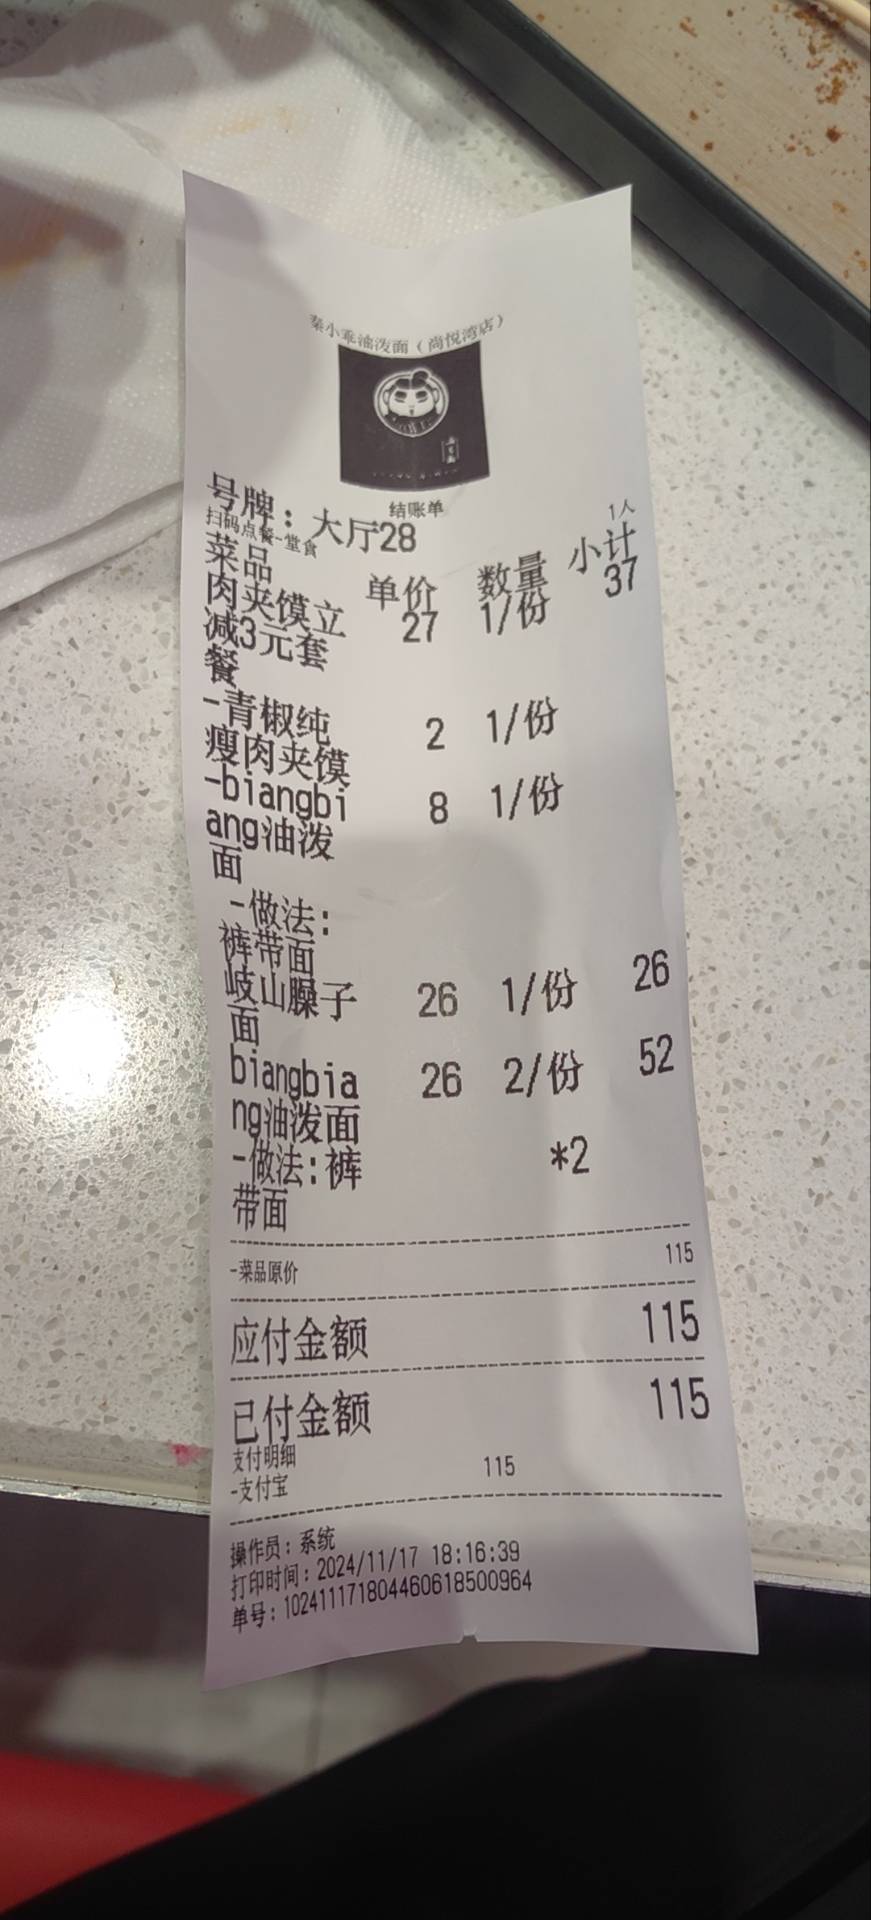 秦小乖油泼面（尚悦湾店）
结账单
号牌：大厅28 1人
扫码点餐-堂食
菜品 单价 数量 小计
肉夹馍立 27 1/份 37
减3元套
餐
-青椒纯 2 1/份
瘦肉夹馍
-biangbi 8 1/份
ang油泼
面
-做法:
裤带面
岐山臊子 26 1/份 26
面
biangbia 26 2/份 52
ng油泼面
-做法:裤 *2
带面
-菜品原价 115
应付金额 115
已付金额 115
支付明细
-支付宝 115
操作员：系统
打印时间：2024/11/17 18:16:39
单号：102411171804460618500964